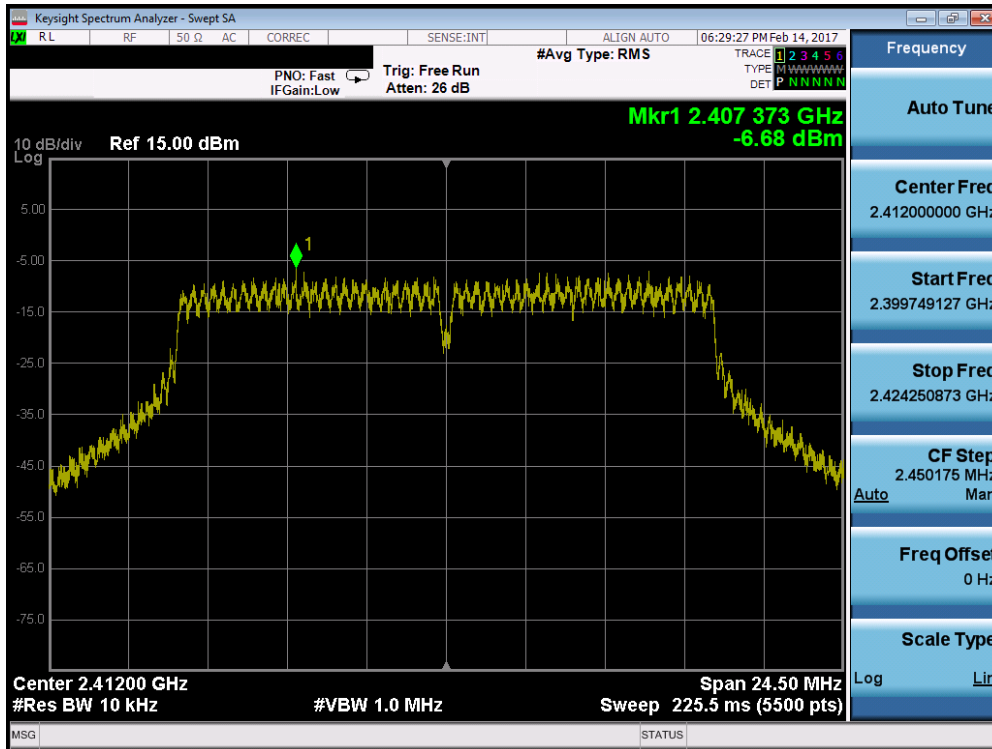 Keysight Spectrum Analyzer - Swept SA
LXI RL RF 50 Ω AC CORREC SENSE:INT ALIGN AUTO 06:29:27 PM Feb 14, 2017
#Avg Type: RMS TRACE 1 2 3 4 5 6
PNO: Fast Trig: Free Run TYPE M W W W W W
IFGain:Low Atten: 26 dB DET P N N N N N
Mkr1 2.407 373 GHz
-6.68 dBm
10 dB/div Ref 15.00 dBm
Log
1
5.00
-5.00
-15.0
-25.0
-35.0
-45.0
-55.0
-65.0
-75.0
Center 2.41200 GHz Span 24.50 MHz
#Res BW 10 kHz #VBW 1.0 MHz Sweep 225.5 ms (5500 pts)
MSG STATUS
Frequency
Auto Tune
Center Freq
2.412000000 GHz
Start Freq
2.399749127 GHz
Stop Freq
2.424250873 GHz
CF Step
2.450175 MHz
Auto Man
Freq Offset
0 Hz
Scale Type
Log Lin